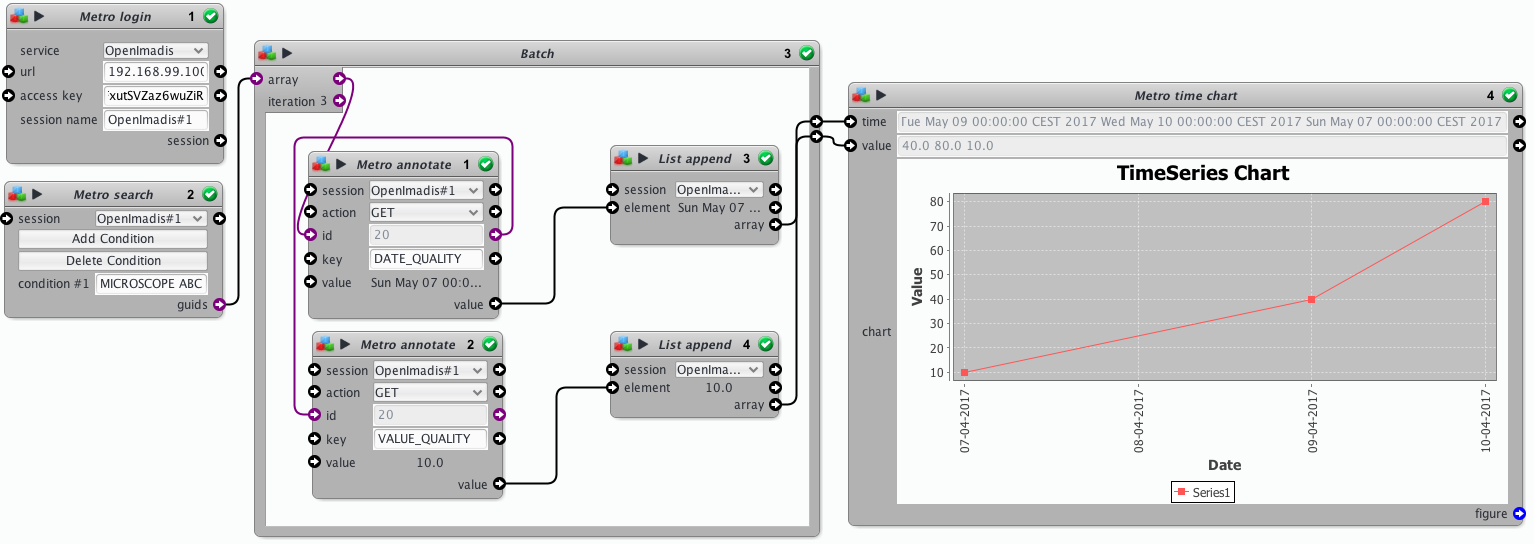 Metro login 1
service OpenImadis
url 192.168.99.100
access key xutSVZaz6wuZiR
session name OpenImadis#1
session
Metro search 2
session OpenImadis#1
Add Condition
Delete Condition
condition #1 MICROSCOPE ABC
guids
Batch 3
array
iteration 3
Metro annotate 1
session OpenImadis#1
action GET
id 20
key DATE_QUALITY
value Sun May 07 00:0...
value
Metro annotate 2
session OpenImadis#1
action GET
id 20
key VALUE_QUALITY
value 10.0
value
List append 3
session OpenIma...
element Sun May 07 ...
array
List append 4
session OpenIma...
element 10.0
array
Metro time chart 4
time Tue May 09 00:00:00 CEST 2017 Wed May 10 00:00:00 CEST 2017 Sun May 07 00:00:00 CEST 2017
value 40.0 80.0 10.0
chart
TimeSeries Chart
Value
80
70
60
50
40
30
20
10
07-04-2017
08-04-2017
09-04-2017
10-04-2017
Date
Series1
figure